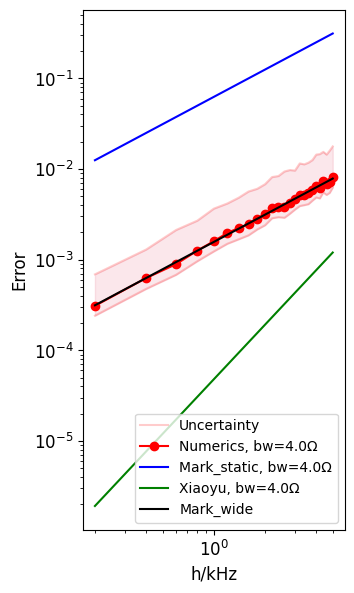 10⁻¹
10⁻²
10⁻³
10⁻⁴
10⁻⁵
Error
Uncertainty
Numerics, bw=4.0Ω
Mark_static, bw=4.0Ω
Xiaoyu, bw=4.0Ω
Mark_wide
10⁰
h/kHz